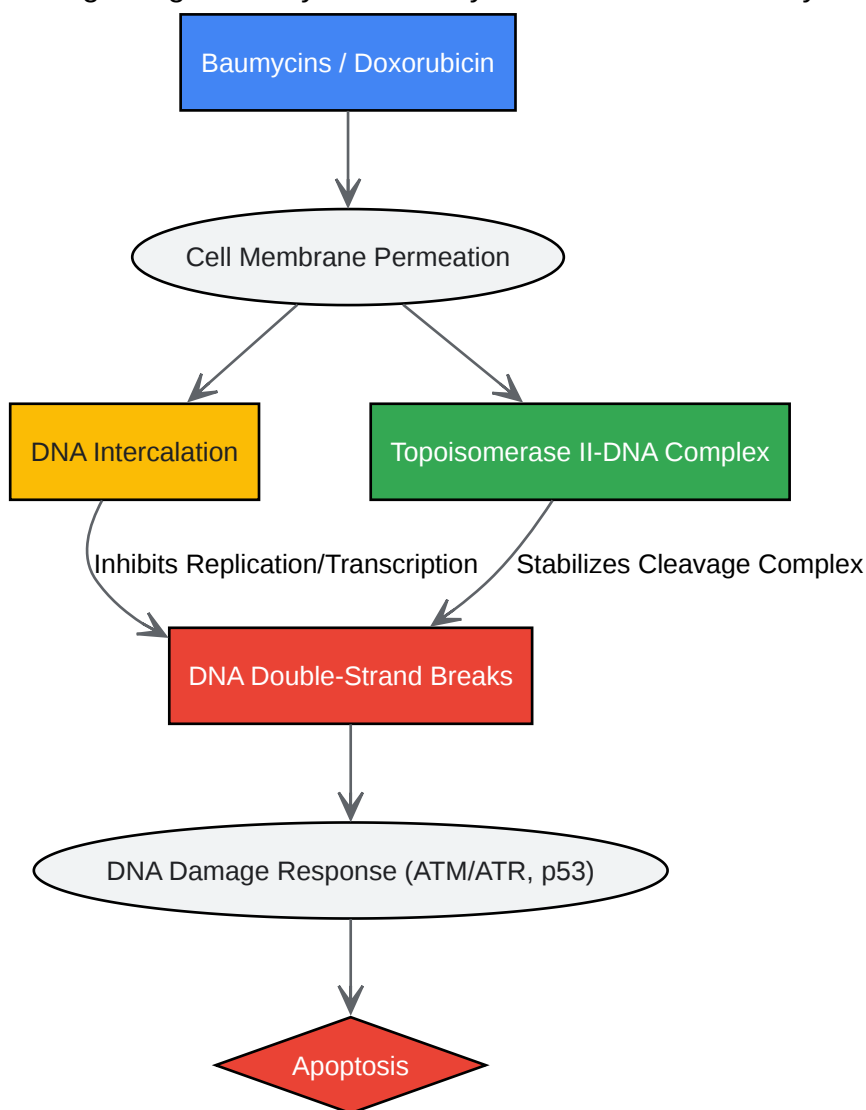 Baumycins / Doxorubicin
Cell Membrane Permeation
DNA Intercalation
Topoisomerase II-DNA Complex
Inhibits Replication/Transcription
Stabilizes Cleavage Complex
DNA Double-Strand Breaks
DNA Damage Response (ATM/ATR, p53)
Apoptosis